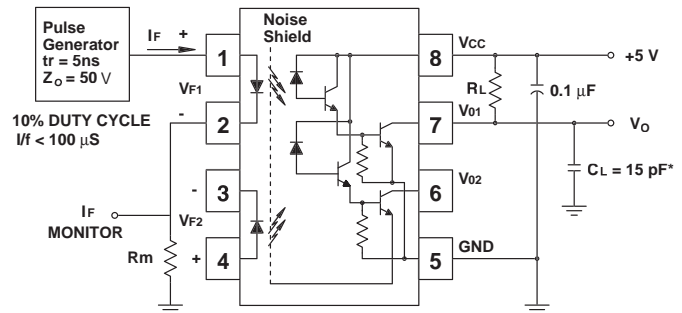 Pulse
Generator
tr = 5ns
Z O = 50 V
10% DUTY CYCLE
I/f < 100 μS
IF
+
VF1
-
1
2
3
4
-
VF2
+
IF
MONITOR
Rm
Noise
Shield
8
7
6
5
VCC
V01
V02
GND
RL
0.1 μF
+5 V
VO
CL = 15 pF*